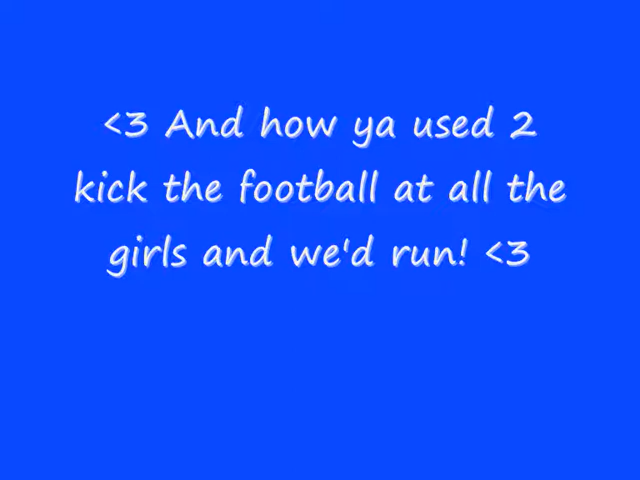 <3 And how ya used 2
kick the football at all the
girls and we'd run! <3